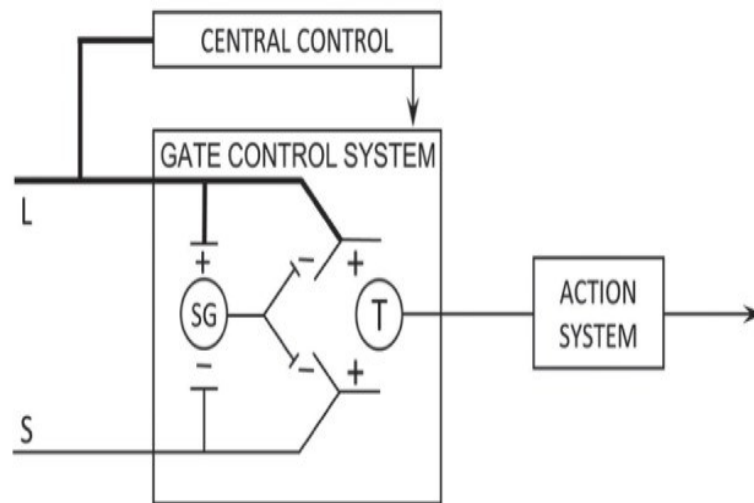 CENTRAL CONTROL
GATE CONTROL SYSTEM
L
+
-
+
SG
T
ACTION
SYSTEM
-
-
+
S